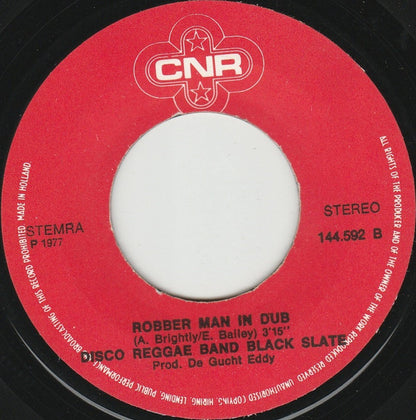 CNR
STEMRA
P 1977
STEREO
144.592 B
ROBBER MAN IN DUB
(A. Brightly/E. Bailey) 3'15"
DISCO REGGAE BAND BLACK SLATE
Prod. De Gucht Eddy
ALL RIGHTS OF THE PRODUCER AND OF THE OWNER OF THE WORK REPRODUCED RESERVED UNAUTHORISED COPYING, HIRING, LENDING, PUBLIC PERFORMANCE AND BROADCASTING OF THIS RECORD PROHIBITED. MADE IN HOLLAND